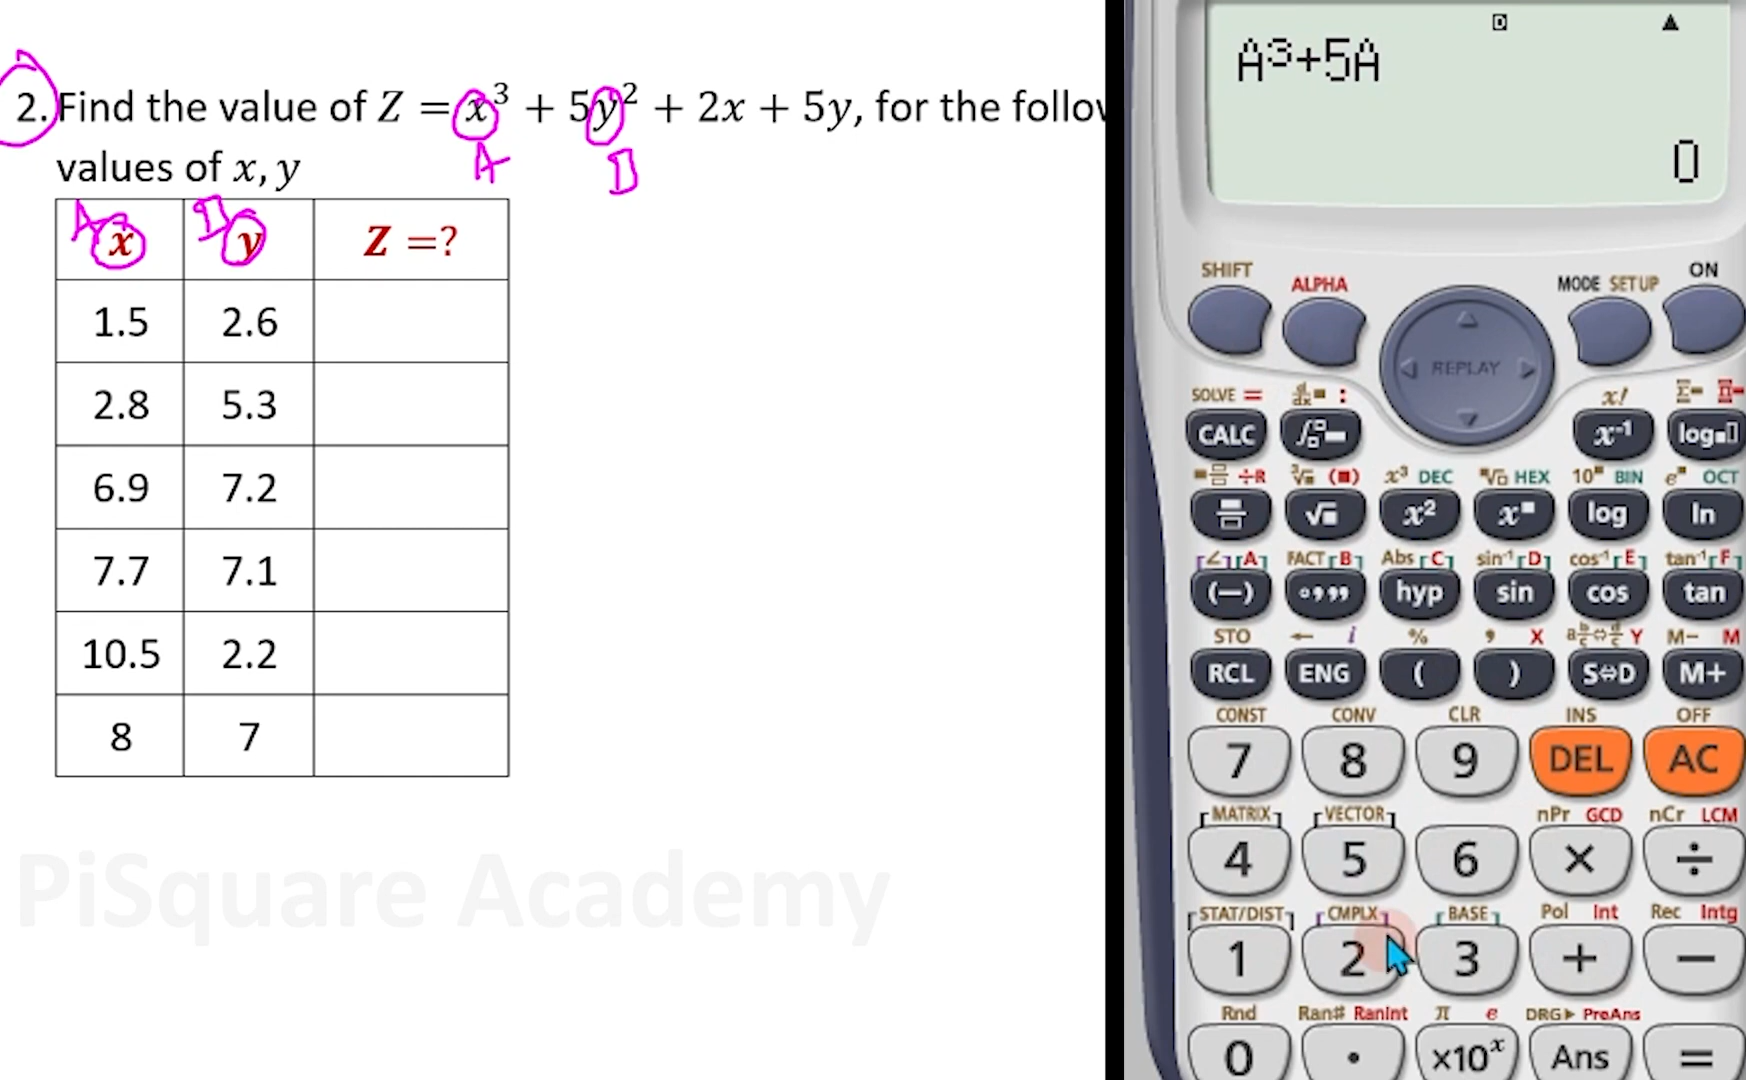 2. Find the value of Z = x³ + 5y² + 2x + 5y, for the follow
A D
values of x, y
A x D y Z =?
1.5 2.6
2.8 5.3
6.9 7.2
7.7 7.1
10.5 2.2
8 7
PiSquare Academy
D ▲
A³+5A
0
SHIFT ALPHA MODE SETUP ON
REPLAY
SOLVE = d/dx : x! Σ Π
CALC ∫ x⁻¹ log
÷R ³√ x³ DEC √ HEX 10 BIN e OCT
√ x² x log ln
∠ A FACT B Abs C sin⁻¹ D cos⁻¹ E tan⁻¹ F
(−) °,,, hyp sin cos tan
STO ← i % , X a b/c⇔d/c Y M− M
RCL ENG ( ) S⇔D M+
CONST CONV CLR INS OFF
7 8 9 DEL AC
MATRIX VECTOR nPr GCD nCr LCM
4 5 6 × ÷
STAT/DIST CMPLX BASE Pol Int Rec Intg
1 2 3 + −
Rnd Ran# RanInt π e DRG▶ PreAns
0 . ×10ˣ Ans =